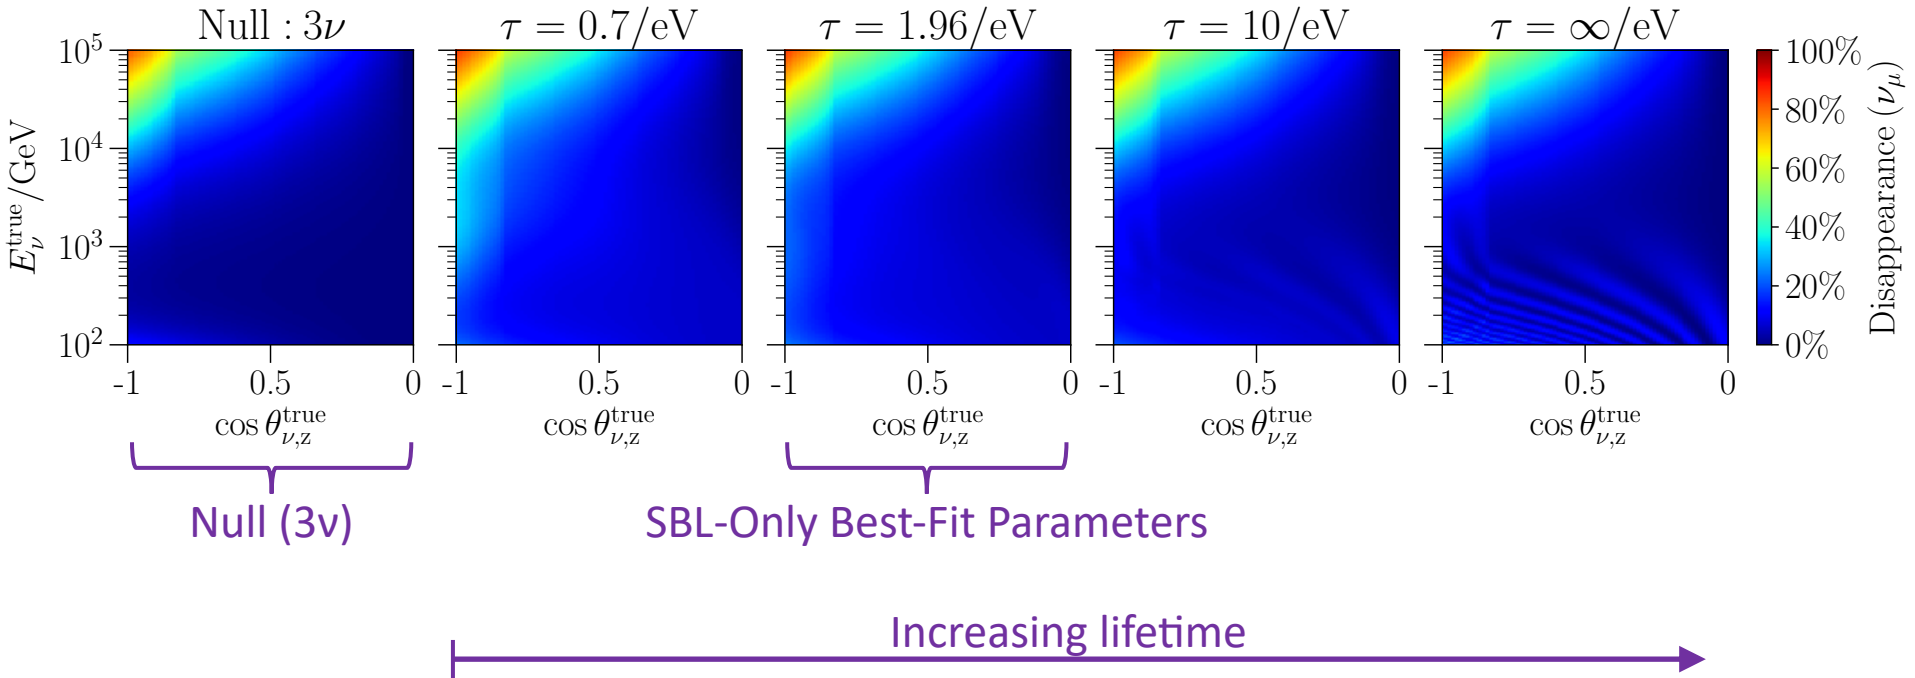 Null : 3ν
τ = 0.7/eV
τ = 1.96/eV
τ = 10/eV
τ = ∞/eV
E_ν^true/GeV
10^5
10^4
10^3
10^2
-1 0.5 0
-1 0.5 0
-1 0.5 0
-1 0.5 0
-1 0.5 0
cos θ_ν,z^true
cos θ_ν,z^true
cos θ_ν,z^true
cos θ_ν,z^true
cos θ_ν,z^true
100%
80%
60%
40%
20%
0%
Disappearance (ν_μ)
Null (3ν)
SBL-Only Best-Fit Parameters
Increasing lifetime